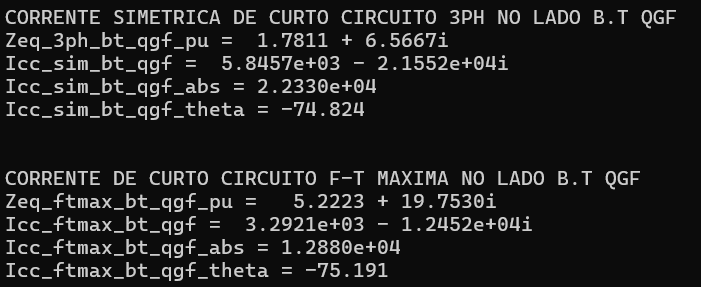 CORRENTE SIMETRICA DE CURTO CIRCUITO 3PH NO LADO B.T QGF
Zeq_3ph_bt_qgf_pu =  1.7811 + 6.5667i
Icc_sim_bt_qgf =  5.8457e+03 - 2.1552e+04i
Icc_sim_bt_qgf_abs = 2.2330e+04
Icc_sim_bt_qgf_theta = -74.824
CORRENTE DE CURTO CIRCUITO F-T MAXIMA NO LADO B.T QGF
Zeq_ftmax_bt_qgf_pu =   5.2223 + 19.7530i
Icc_ftmax_bt_qgf =  3.2921e+03 - 1.2452e+04i
Icc_ftmax_bt_qgf_abs = 1.2880e+04
Icc_ftmax_bt_qgf_theta = -75.191